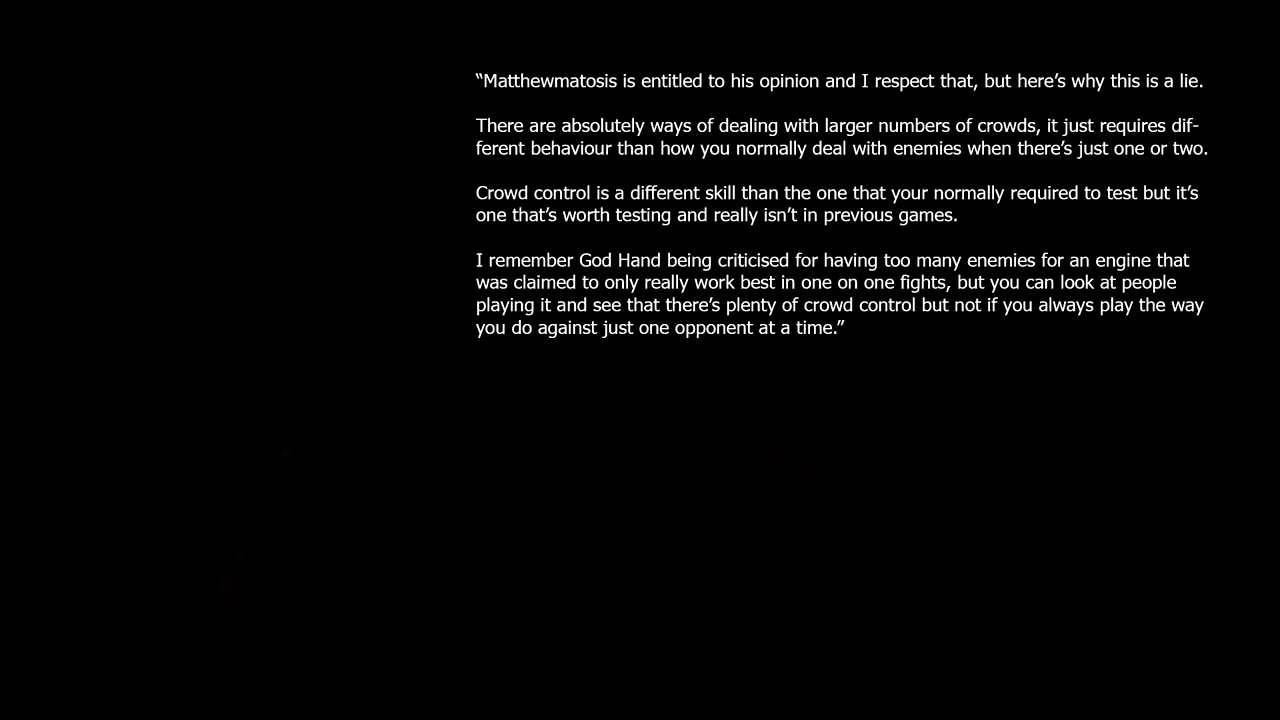 “Matthewmatosis is entitled to his opinion and I respect that, but here’s why this is a lie.
There are absolutely ways of dealing with larger numbers of crowds, it just requires dif-
ferent behaviour than how you normally deal with enemies when there’s just one or two.
Crowd control is a different skill than the one that your normally required to test but it’s
one that’s worth testing and really isn’t in previous games.
I remember God Hand being criticised for having too many enemies for an engine that
was claimed to only really work best in one on one fights, but you can look at people
playing it and see that there’s plenty of crowd control but not if you always play the way
you do against just one opponent at a time.”